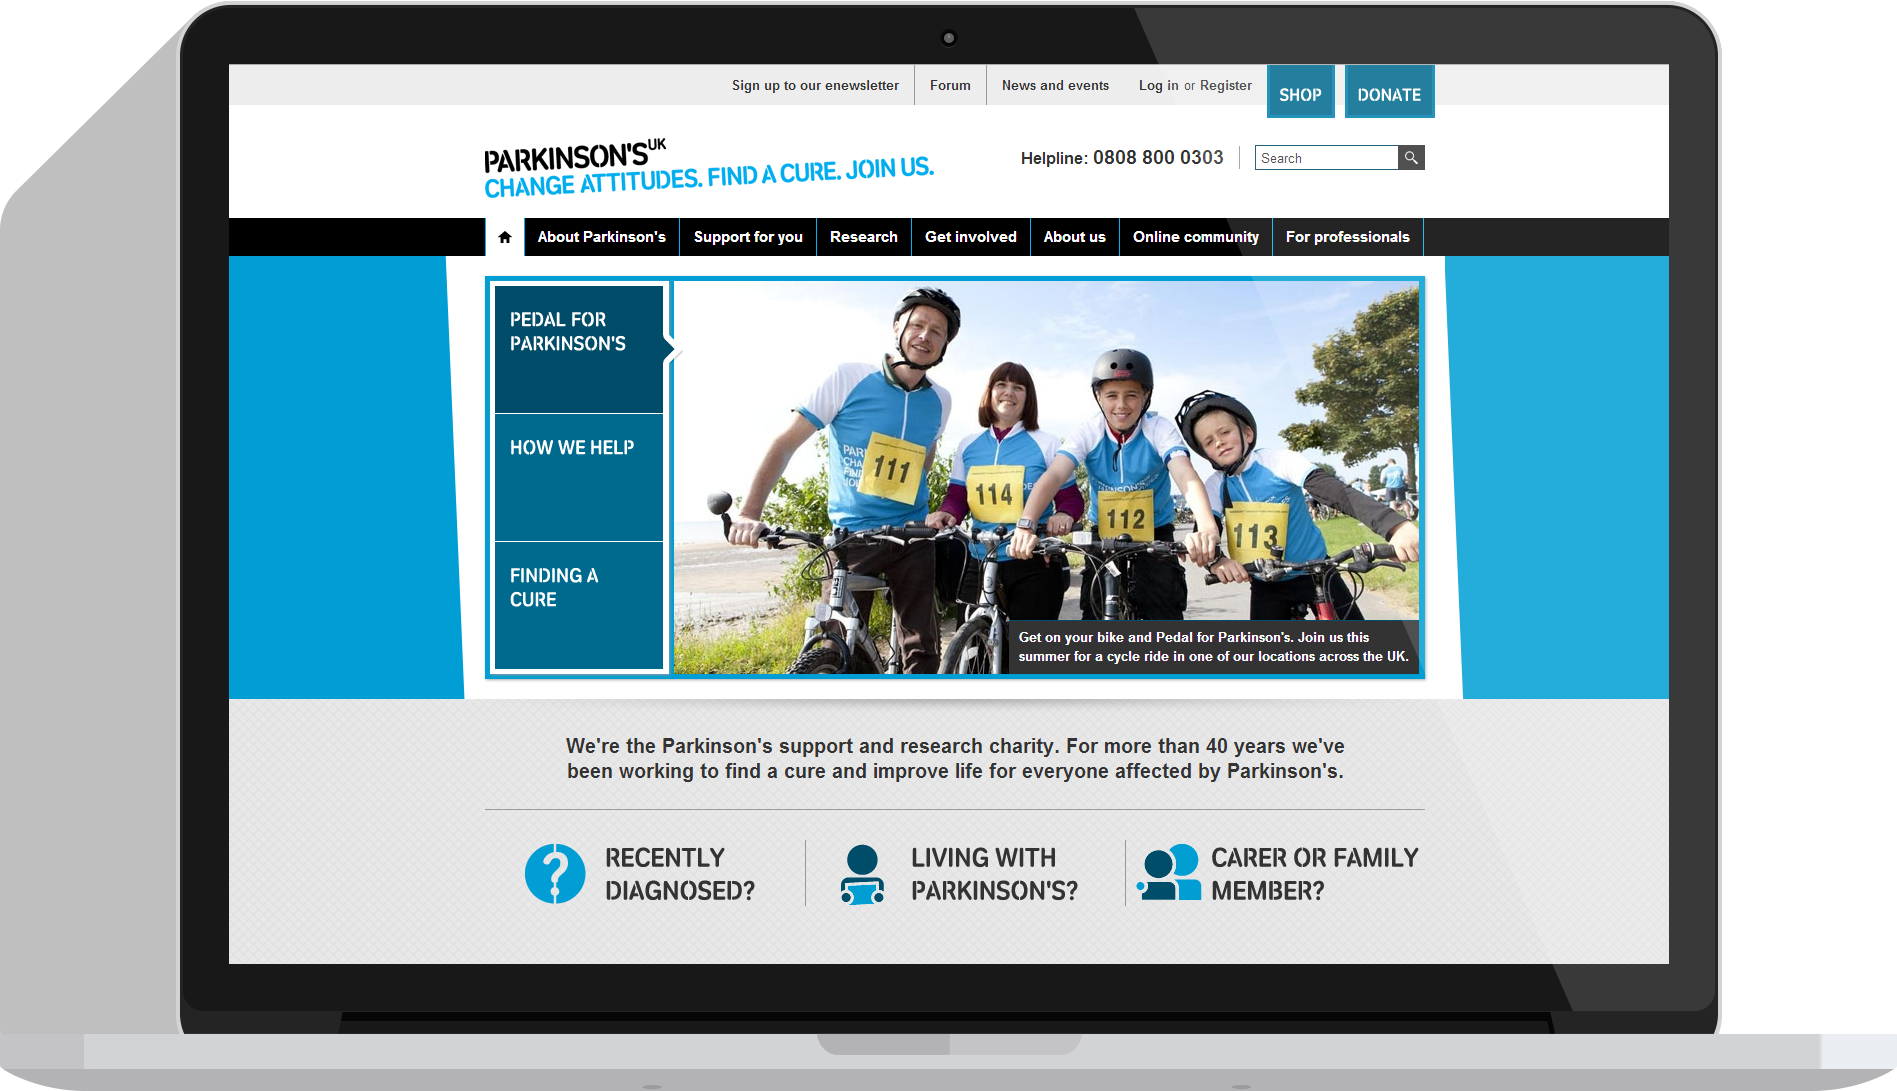 Sign up to our enewsletter
Forum
News and events
Log in or Register
SHOP
DONATE
PARKINSON'S UK
CHANGE ATTITUDES. FIND A CURE. JOIN US.
Helpline: 0808 800 0303
Search
About Parkinson's
Support for you
Research
Get involved
About us
Online community
For professionals
PEDAL FOR
PARKINSON'S
HOW WE HELP
FINDING A
CURE
111
114
112
113
Get on your bike and Pedal for Parkinson's. Join us this
summer for a cycle ride in one of our locations across the UK.
We're the Parkinson's support and research charity. For more than 40 years we've
been working to find a cure and improve life for everyone affected by Parkinson's.
RECENTLY
DIAGNOSED?
LIVING WITH
PARKINSON'S?
CARER OR FAMILY
MEMBER?